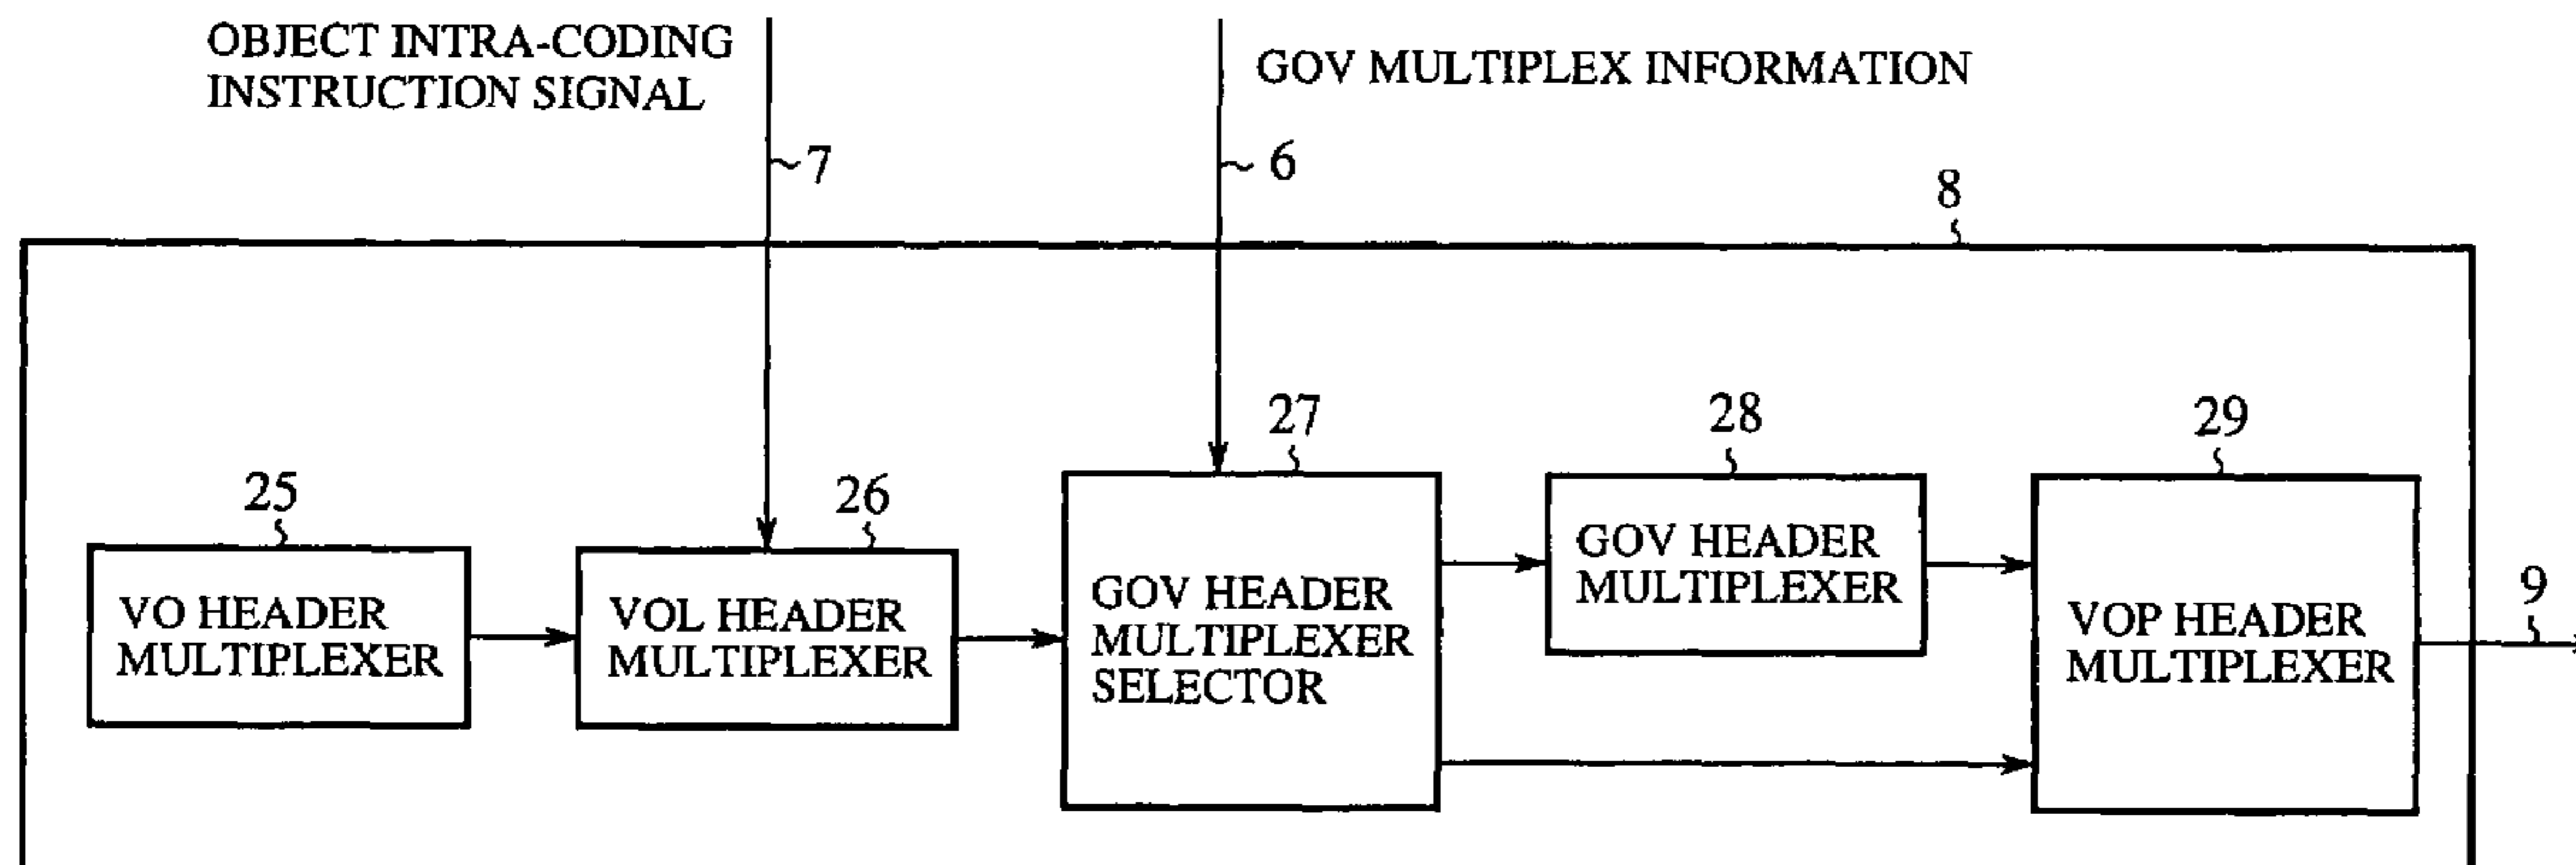 OBJECT INTRA-CODING
INSTRUCTION SIGNAL
GOV MULTIPLEX INFORMATION
7
6
8
25
26
27
28
29
VO HEADER
MULTIPLEXER
VOL HEADER
MULTIPLEXER
GOV HEADER
MULTIPLEXER
SELECTOR
GOV HEADER
MULTIPLEXER
VOP HEADER
MULTIPLEXER
9